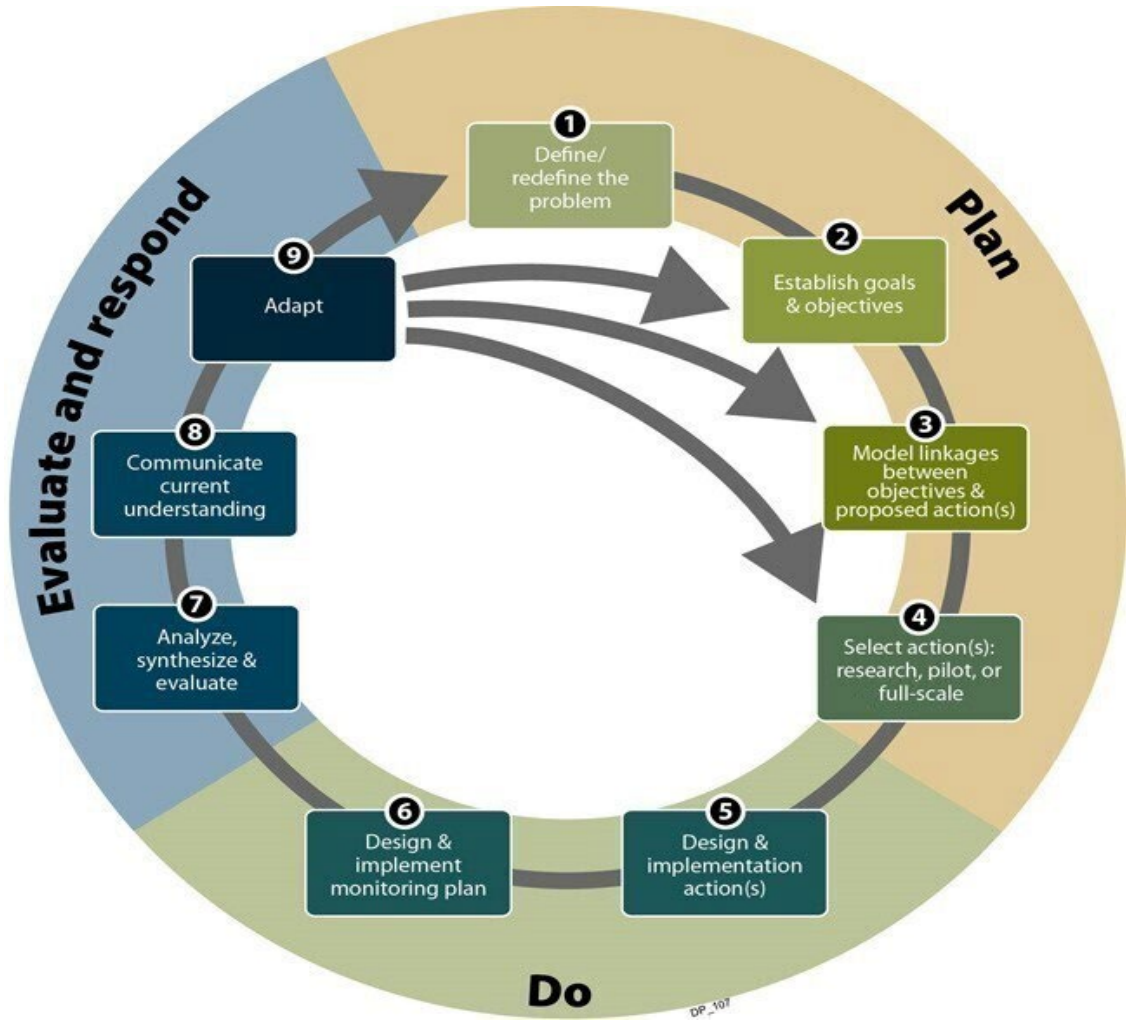 Plan
1
Define/
redefine the
problem
2
Establish goals
& objectives
3
Model linkages
between
objectives &
proposed action(s)
4
Select action(s):
research, pilot, or
full-scale
Do
5
Design &
implementation
action(s)
6
Design &
implement
monitoring plan
Evaluate and respond
7
Analyze,
synthesize &
evaluate
8
Communicate
current
understanding
9
Adapt
DP_107